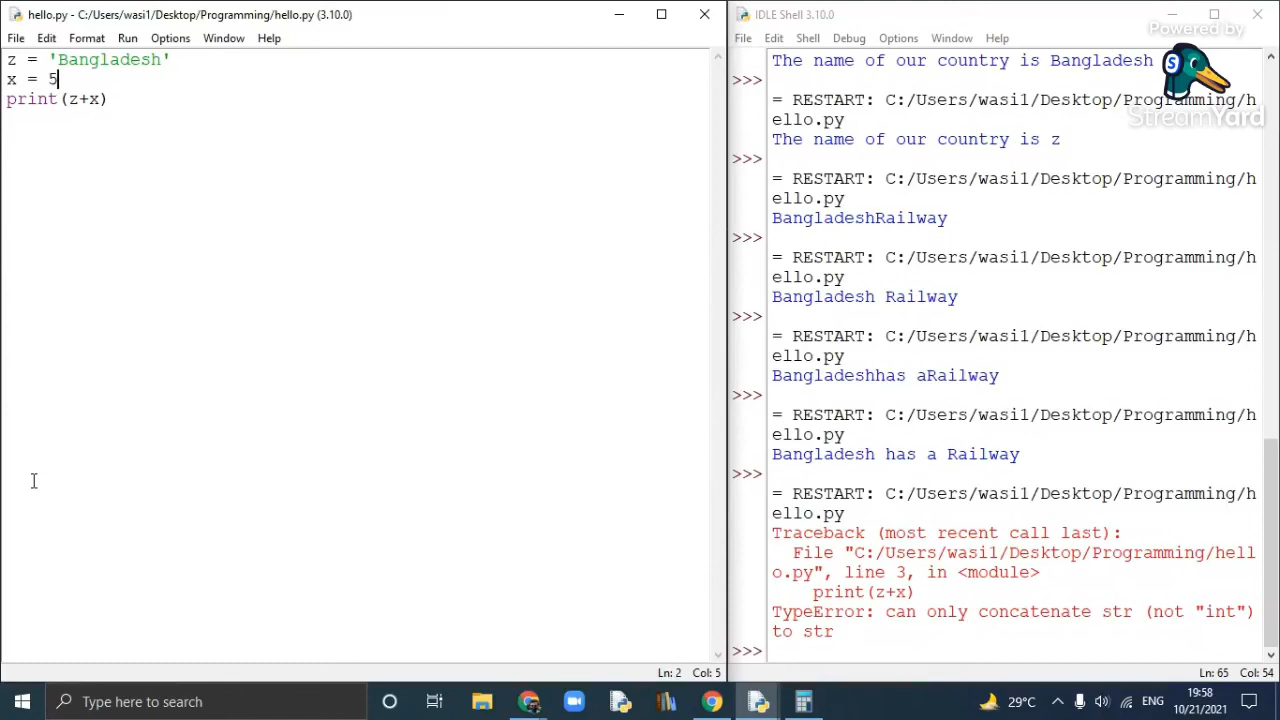 hello.py - C:/Users/wasi1/Desktop/Programming/hello.py (3.10.0)
File Edit Format Run Options Window Help
z = 'Bangladesh'
x = 5
print(z+x)
Ln: 2 Col: 5
IDLE Shell 3.10.0
File Edit Shell Debug Options Window Help
Powered by
StreamYard
The name of our country is Bangladesh
>>>
= RESTART: C:/Users/wasi1/Desktop/Programming/h
ello.py
The name of our country is z
>>>
= RESTART: C:/Users/wasi1/Desktop/Programming/h
ello.py
BangladeshRailway
>>>
= RESTART: C:/Users/wasi1/Desktop/Programming/h
ello.py
Bangladesh Railway
>>>
= RESTART: C:/Users/wasi1/Desktop/Programming/h
ello.py
Bangladeshhas aRailway
>>>
= RESTART: C:/Users/wasi1/Desktop/Programming/h
ello.py
Bangladesh has a Railway
>>>
= RESTART: C:/Users/wasi1/Desktop/Programming/h
ello.py
Traceback (most recent call last):
File "C:/Users/wasi1/Desktop/Programming/hell
o.py", line 3, in <module>
print(z+x)
TypeError: can only concatenate str (not "int")
to str
>>>
Ln: 65 Col: 54
Type here to search
29°C
ENG
19:58
10/21/2021